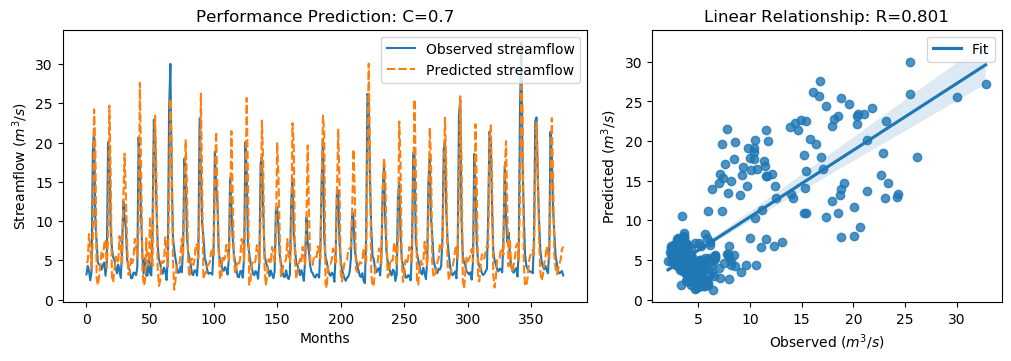 Performance Prediction: C=0.7
Streamflow (m³/s)
30
25
20
15
10
5
0
0 50 100 150 200 250 300 350
Months
Observed streamflow
Predicted streamflow
Linear Relationship: R=0.801
Predicted (m³/s)
30
25
20
15
10
5
0
5 10 15 20 25 30
Observed (m³/s)
Fit